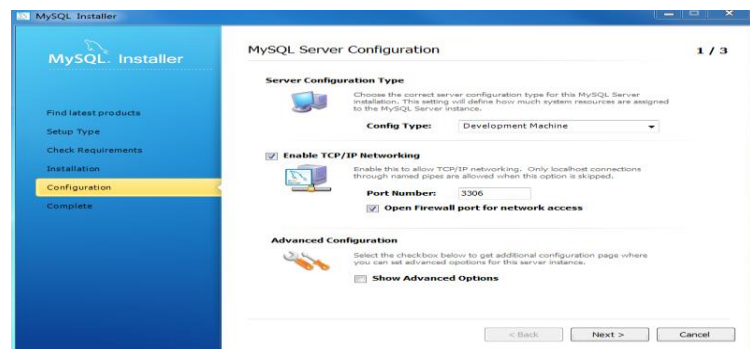 MySQL Installer
MySQL. Installer
Find latest products
Setup Type
Check Requirements
Installation
Configuration
Complete
MySQL Server Configuration
1 / 3
Server Configuration Type
Choose the correct server configuration type for this MySQL Server
installation. This setting will define how much system resources are assigned
to the MySQL Server instance.
Config Type: Development Machine
Enable TCP/IP Networking
Enable this to allow TCP/IP networking. Only localhost connections
through named pipes are allowed when this option is skipped.
Port Number: 3306
Open Firewall port for network access
Advanced Configuration
Select the checkbox below to get additional configuration page where
you can set advanced opotions for this server instance.
Show Advanced Options
< Back
Next >
Cancel